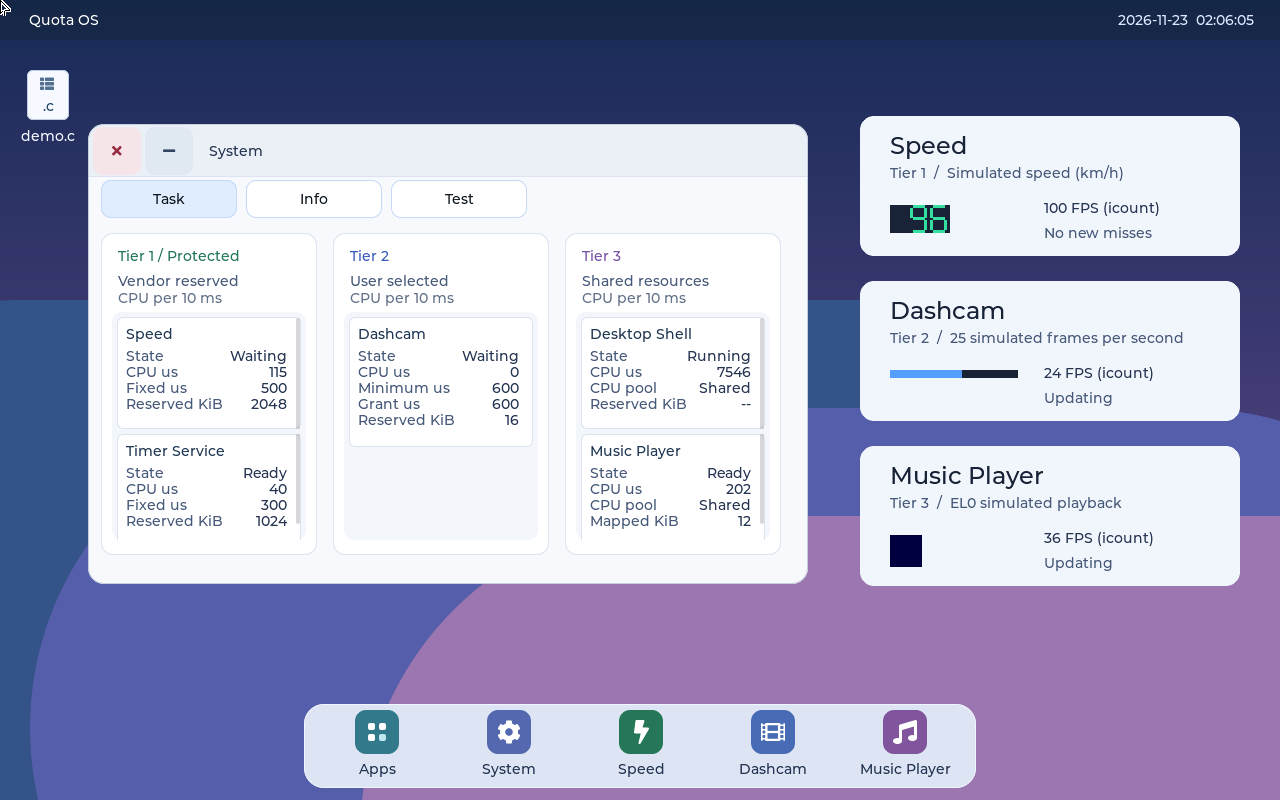 Quota OS
2026-11-23 02:06:05
.c
demo.c
System
Task Info Test
Tier 1 / Protected
Vendor reserved
CPU per 10 ms
Speed
State Waiting
CPU us 115
Fixed us 500
Reserved KiB 2048
Timer Service
State Ready
CPU us 40
Fixed us 300
Reserved KiB 1024
Tier 2
User selected
CPU per 10 ms
Dashcam
State Waiting
CPU us 0
Minimum us 600
Grant us 600
Reserved KiB 16
Tier 3
Shared resources
CPU per 10 ms
Desktop Shell
State Running
CPU us 7546
CPU pool Shared
Reserved KiB --
Music Player
State Ready
CPU us 202
CPU pool Shared
Mapped KiB 12
Speed
Tier 1 / Simulated speed (km/h)
96
100 FPS (icount)
No new misses
Dashcam
Tier 2 / 25 simulated frames per second
24 FPS (icount)
Updating
Music Player
Tier 3 / EL0 simulated playback
36 FPS (icount)
Updating
Apps System Speed Dashcam Music Player